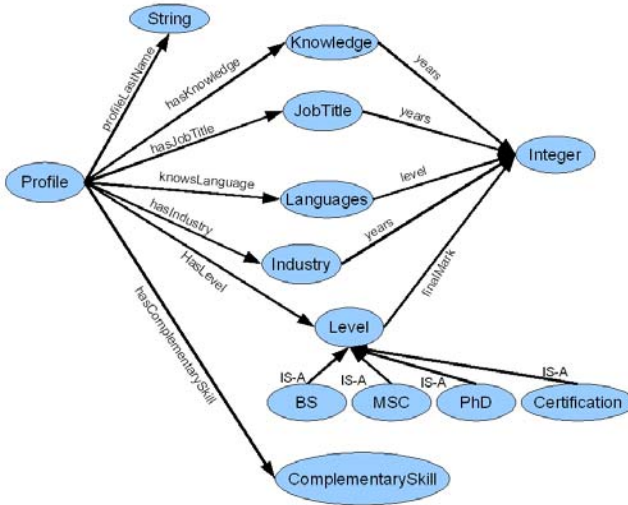 String
profileLastName
Knowledge
hasKnowledge
years
JobTitle
hasJobTitle
years
Integer
Profile
knowsLanguage
Languages
level
hasIndustry
Industry
years
HasLevel
finalMark
hasComplementarySkill
Level
IS-A
IS-A
IS-A
IS-A
BS
MSC
PhD
Certification
ComplementarySkill